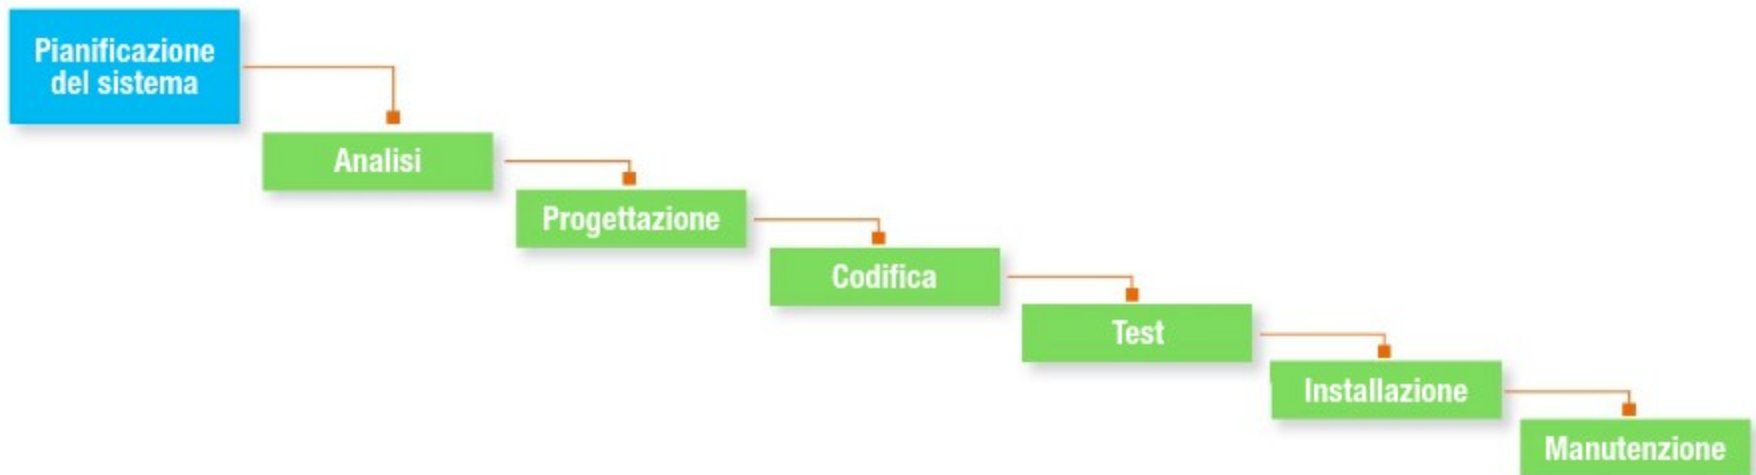 Pianificazione
del sistema
Analisi
Progettazione
Codifica
Test
Installazione
Manutenzione